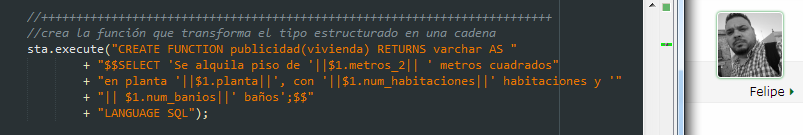 //+++++++++++++++++++++++++++++++++++++++++++++++++++++++++++++++++++++++++
//crea la función que transforma el tipo estructurado en una cadena
sta.execute("CREATE FUNCTION publicidad(vivienda) RETURNS varchar AS "
+ "$$SELECT 'Se alquila piso de '||$1.metros_2|| ' metros cuadrados"
+ "en planta '||$1.planta||', con '||$1.num_habitaciones||' habitaciones y '"
+ "|| $1.num_banios||' baños';$$"
+ "LANGUAGE SQL");
Felipe